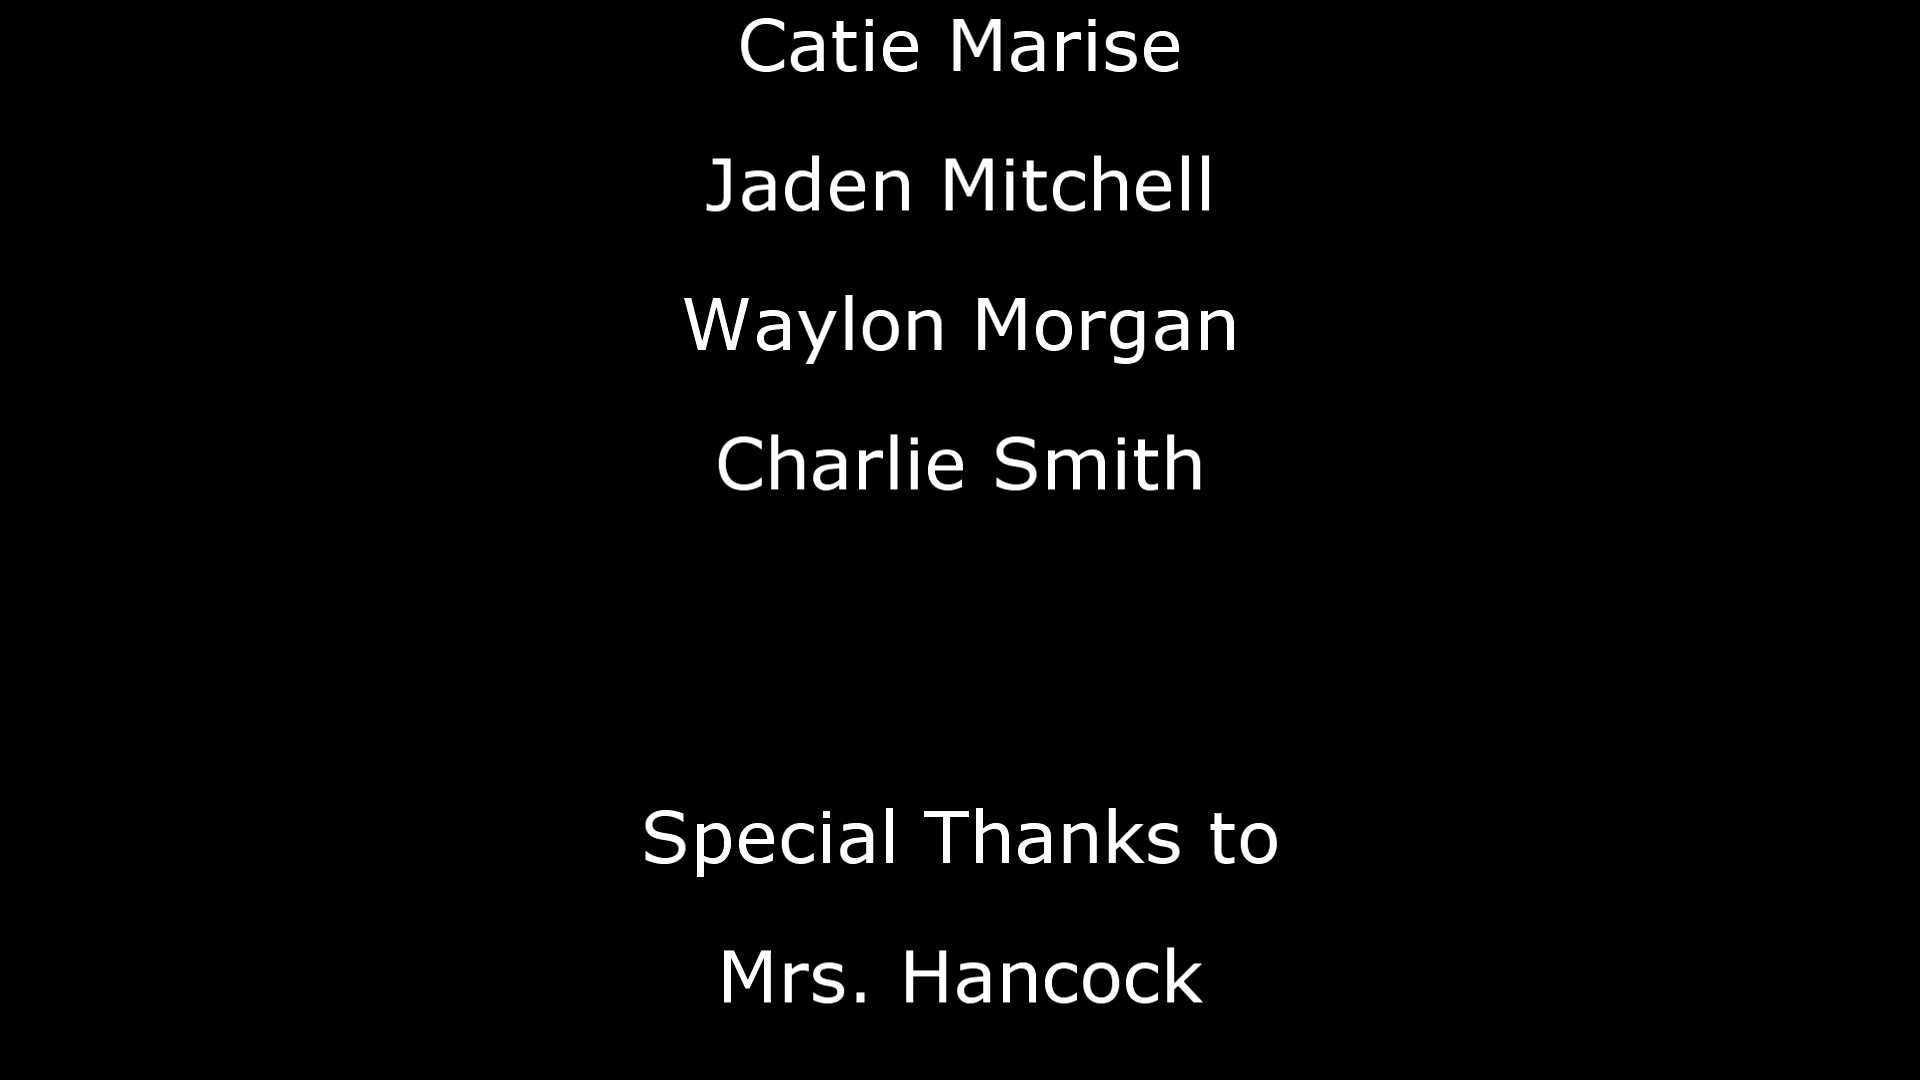 Catie Marise
Jaden Mitchell
Waylon Morgan
Charlie Smith
Special Thanks to
Mrs. Hancock